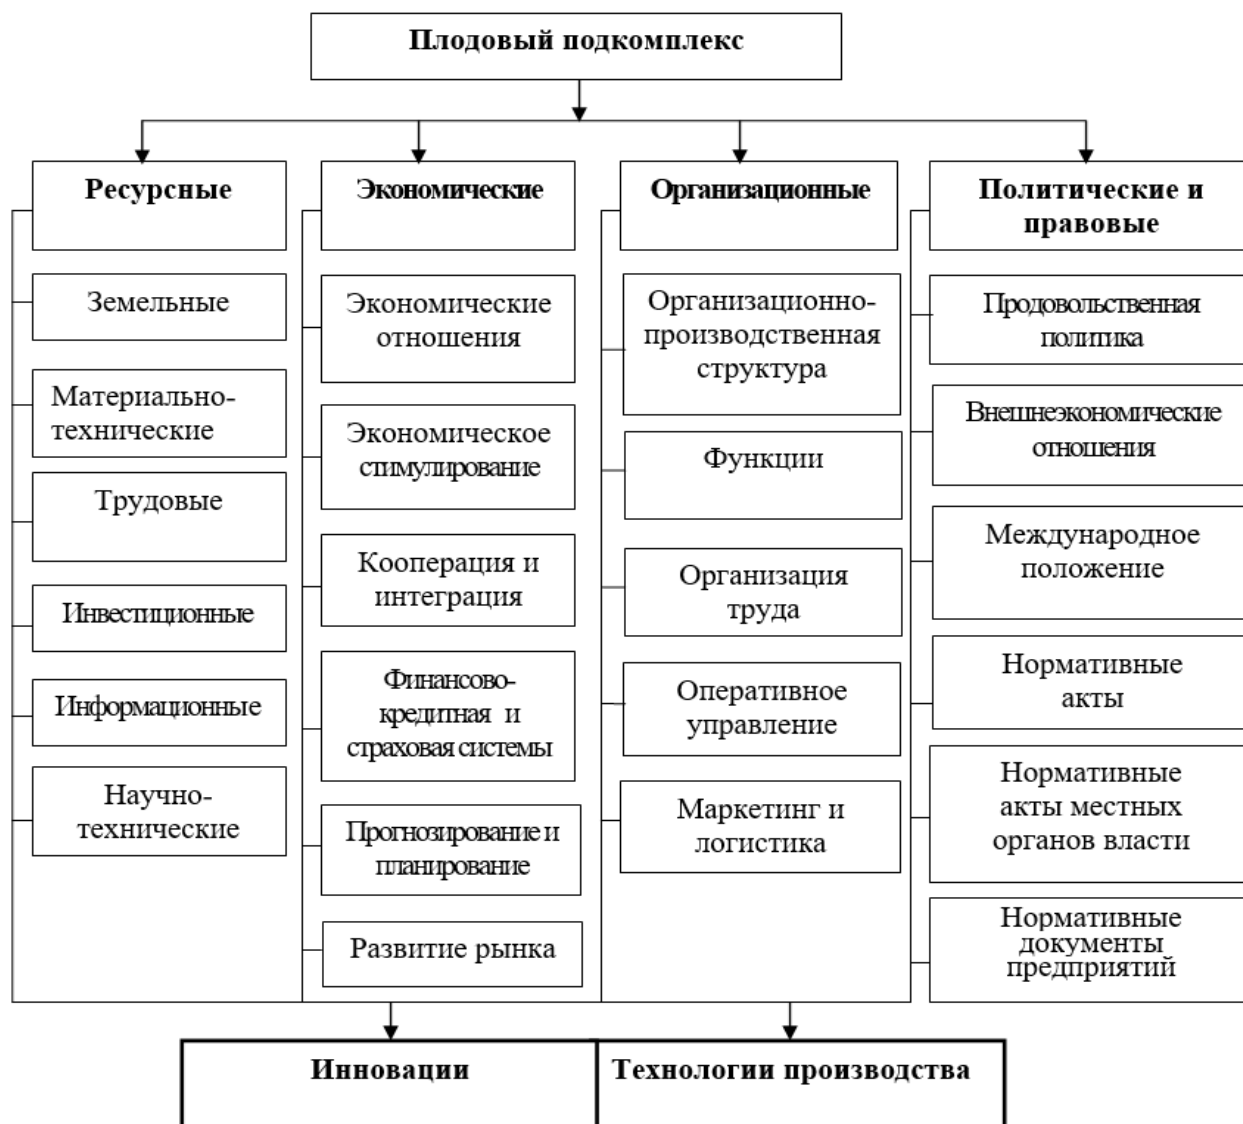 Плодовый подкомплекс
Ресурсные
Земельные
Материально-
технические
Трудовые
Инвестиционные
Информационные
Научно-
технические
Экономические
Экономические
отношения
Экономическое
стимулирование
Кооперация и
интеграция
Финансово-
кредитная и
страховая системы
Прогнозирование и
планирование
Развитие рынка
Организационные
Организационно-
производственная
структура
Функции
Организация
труда
Оперативное
управление
Маркетинг и
логистика
Политические и
правовые
Продовольственная
политика
Внешнеэкономические
отношения
Международное
положение
Нормативные
акты
Нормативные
акты местных
органов власти
Нормативные
документы
предприятий
Инновации
Технологии производства